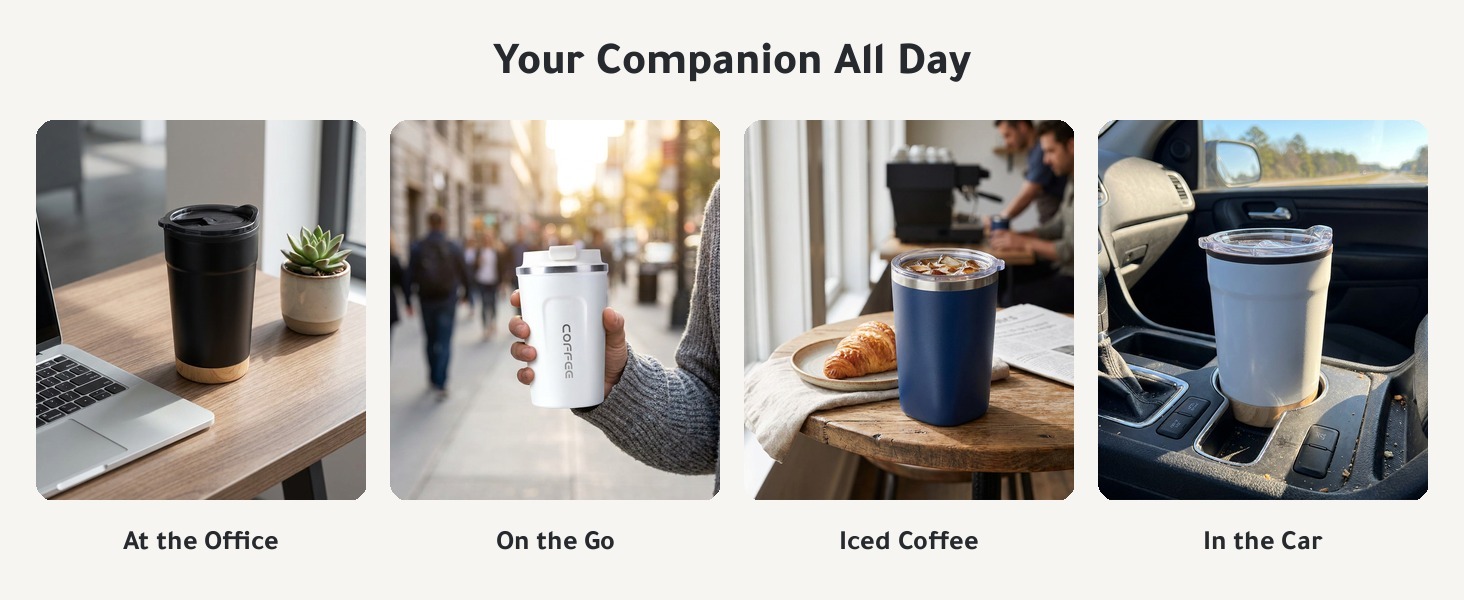 Your Companion All Day
COFFEE
At the Office
On the Go
Iced Coffee
In the Car